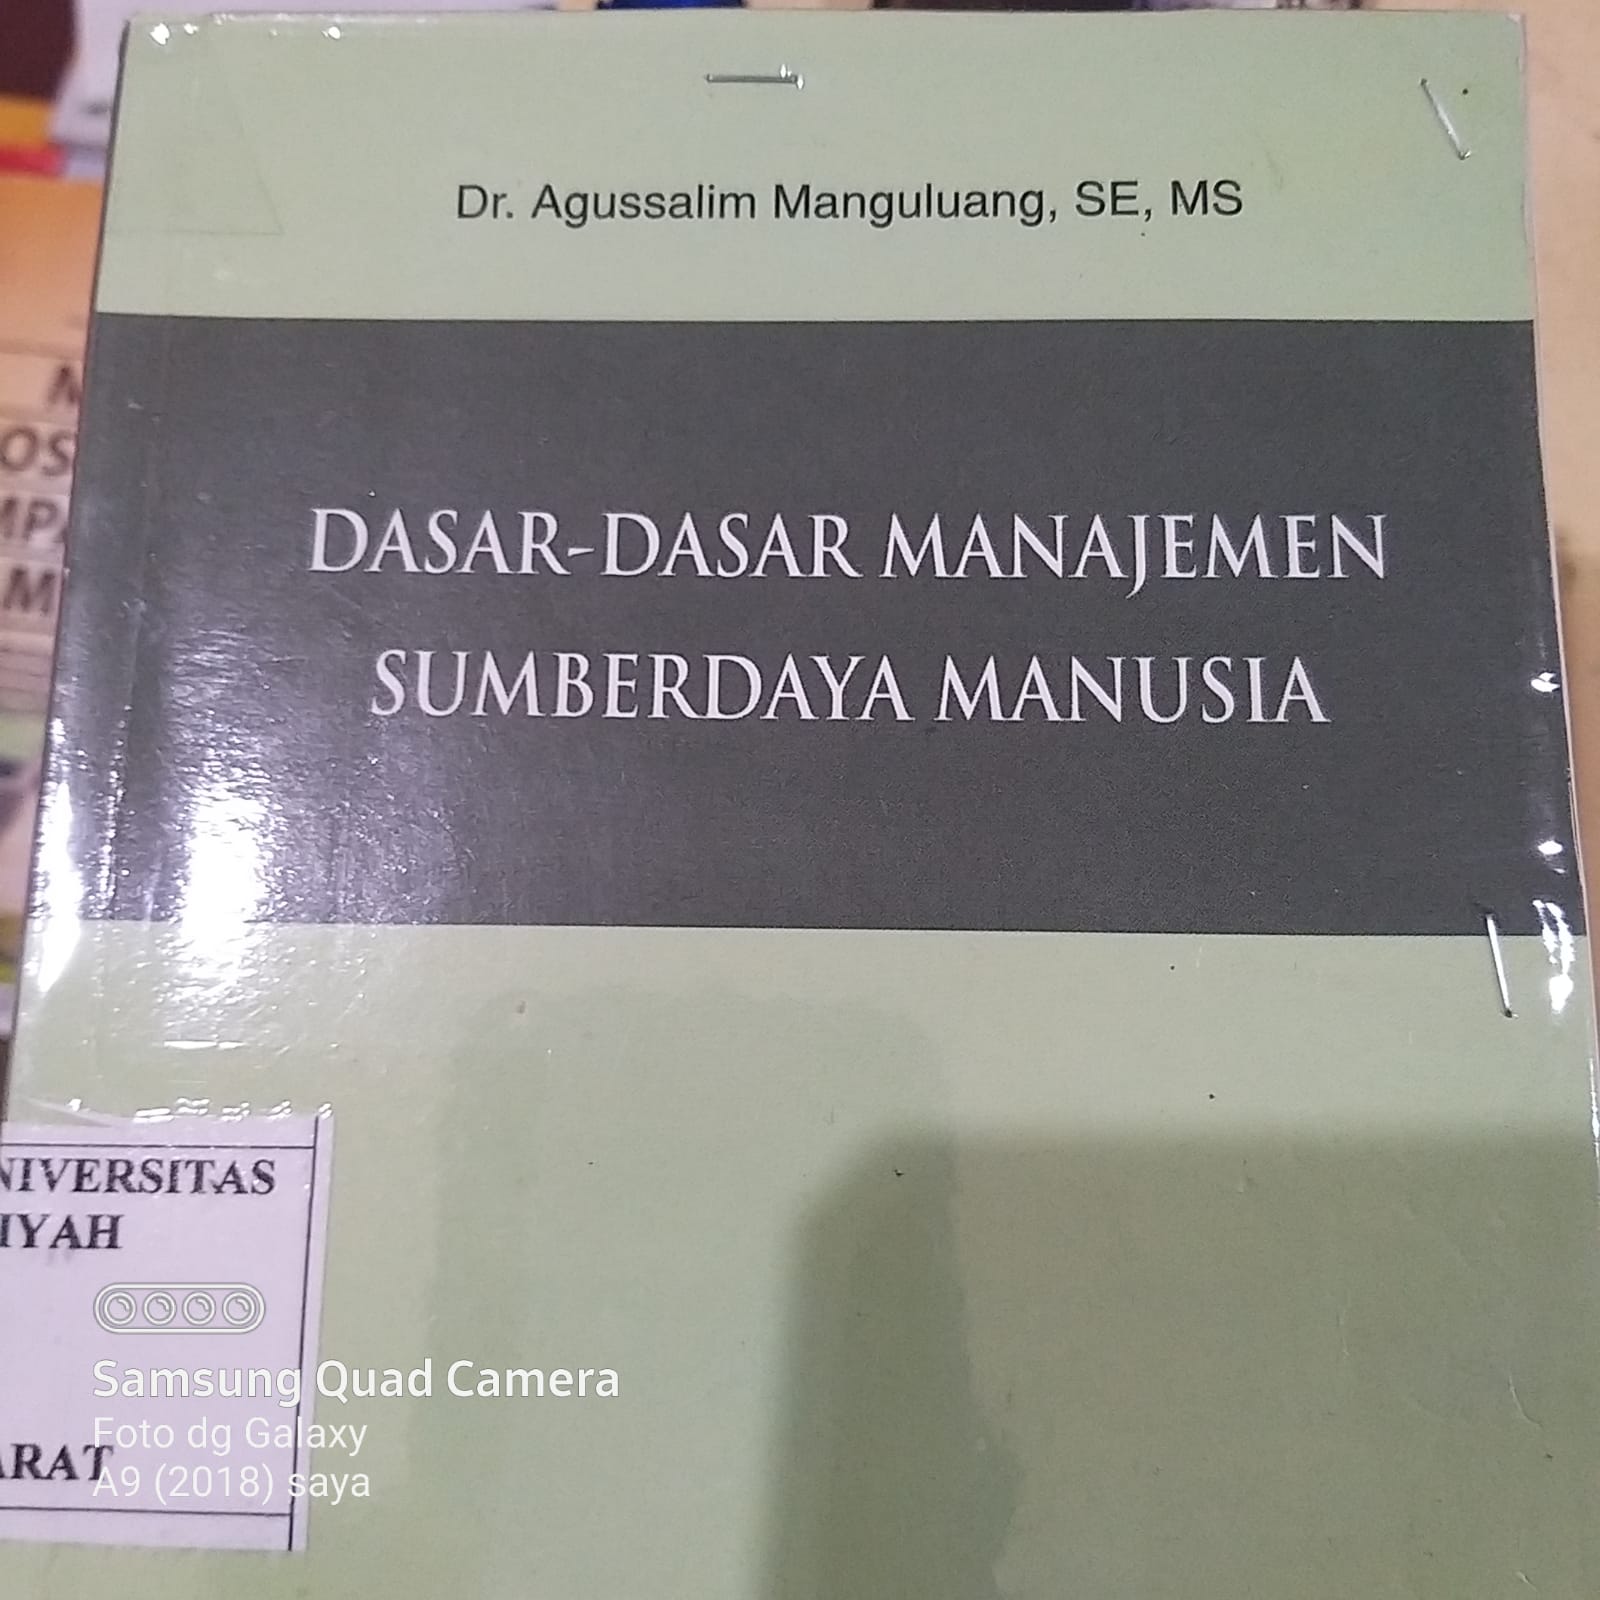 Dr. Agussalim Manguluang, SE, MS
DASAR-DASAR MANAJEMEN
SUMBERDAYA MANUSIA
NIVERSITAS
IYAH
ARAT
Samsung Quad Camera
Foto dg Galaxy
A9 (2018) saya